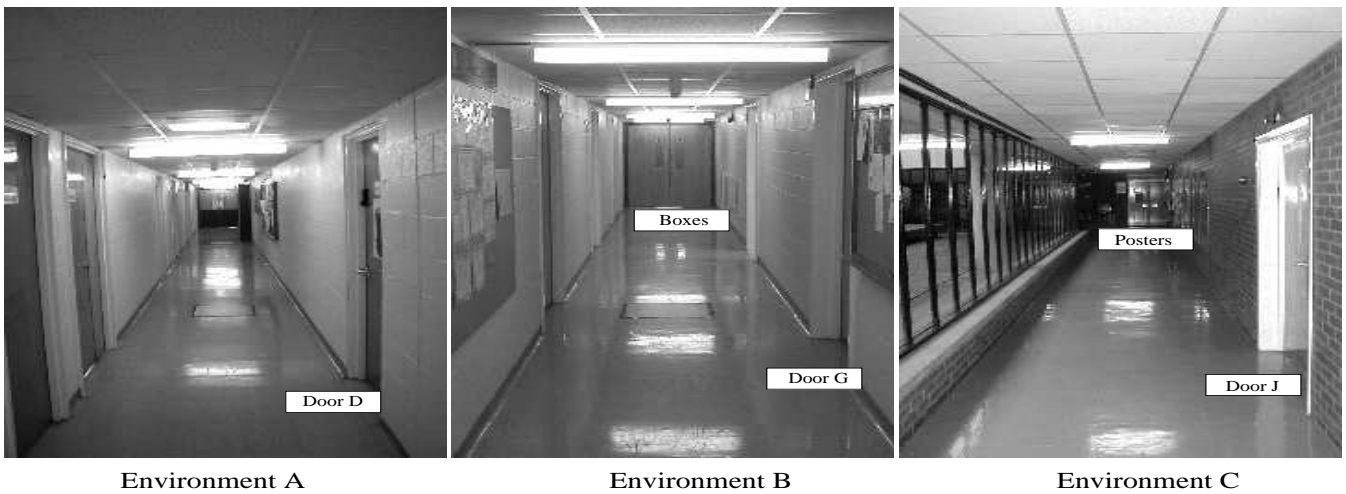 Boxes
Posters
Door D
Door G
Door J
Environment A
Environment B
Environment C